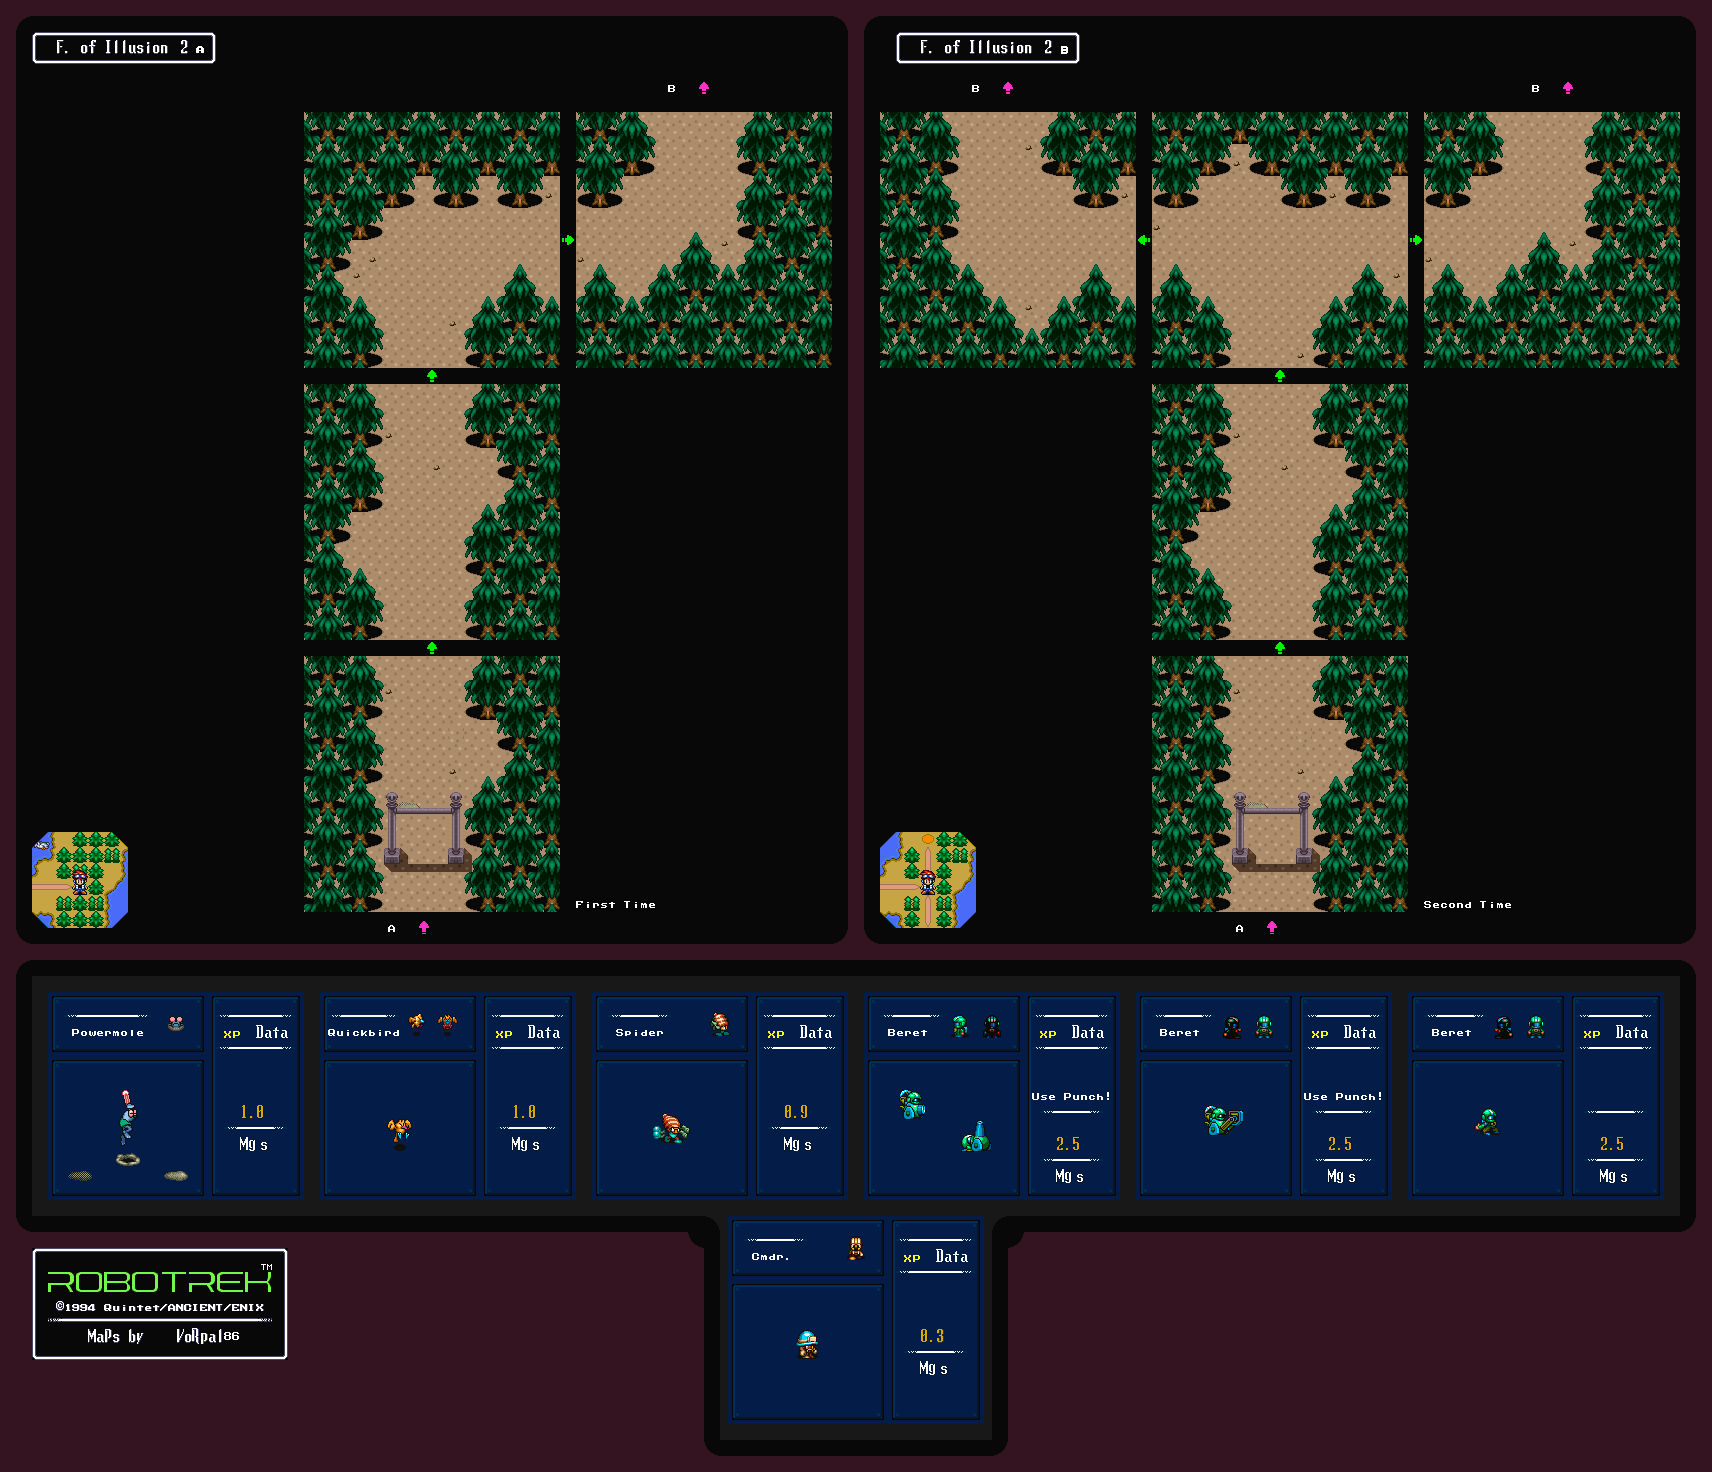 F. of Illusion 2 A
F. of Illusion 2 B
B
B
B
First Time
Second Time
A
A
Powermole
XP Data
1.0
Mg s
Quickbird
XP Data
1.0
Mg s
Spider
XP Data
0.9
Mg s
Beret
XP Data
Use Punch!
2.5
Mg s
Beret
XP Data
Use Punch!
2.5
Mg s
Beret
XP Data
2.5
Mg s
Cmdr.
XP Data
0.3
Mg s
ROBOTREK TM
©1994 Quintet/ANCIENT/ENIX
MaPs by VoRpal86